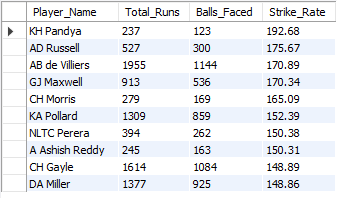 Player_Name Total_Runs Balls_Faced Strike_Rate
KH Pandya 237 123 192.68
AD Russell 527 300 175.67
AB de Villiers 1955 1144 170.89
GJ Maxwell 913 536 170.34
CH Morris 279 169 165.09
KA Pollard 1309 859 152.39
NLTC Perera 394 262 150.38
A Ashish Reddy 245 163 150.31
CH Gayle 1614 1084 148.89
DA Miller 1377 925 148.86